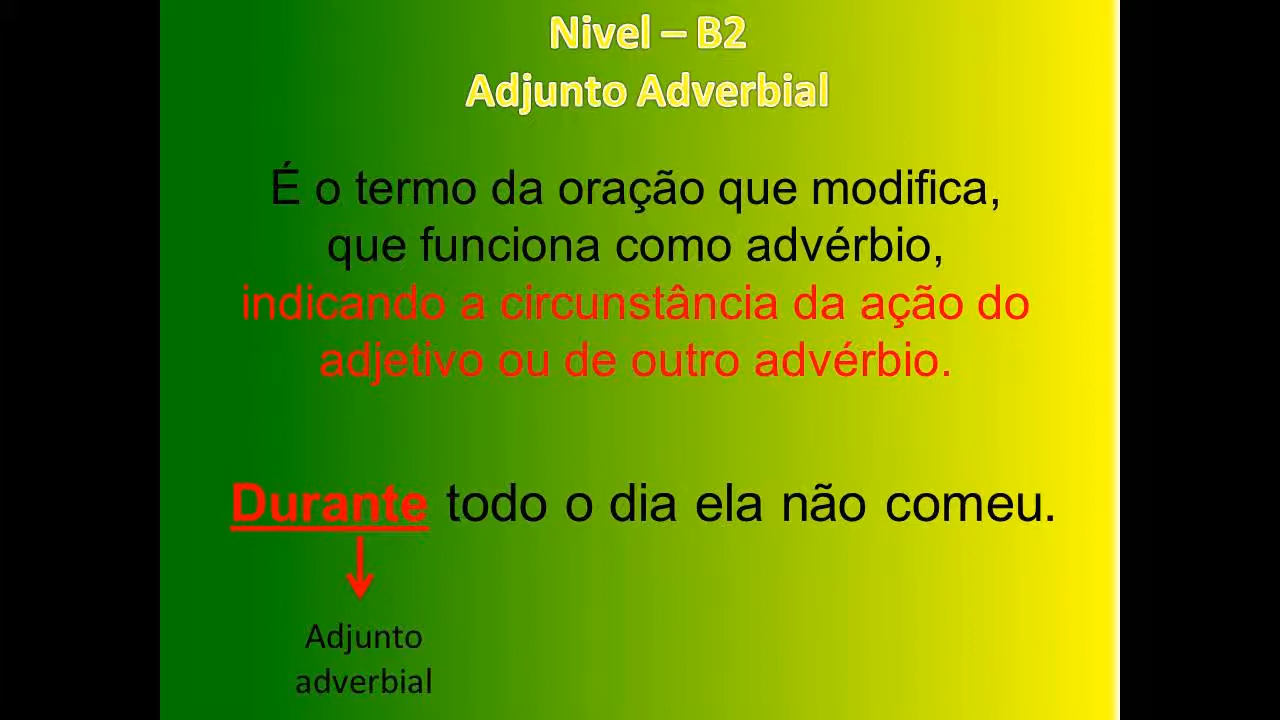 Nivel – B2
Adjunto Adverbial
É o termo da oração que modifica,
que funciona como advérbio,
indicando a circunstância da ação do
adjetivo ou de outro advérbio.
Durante todo o dia ela não comeu.
Adjunto
adverbial